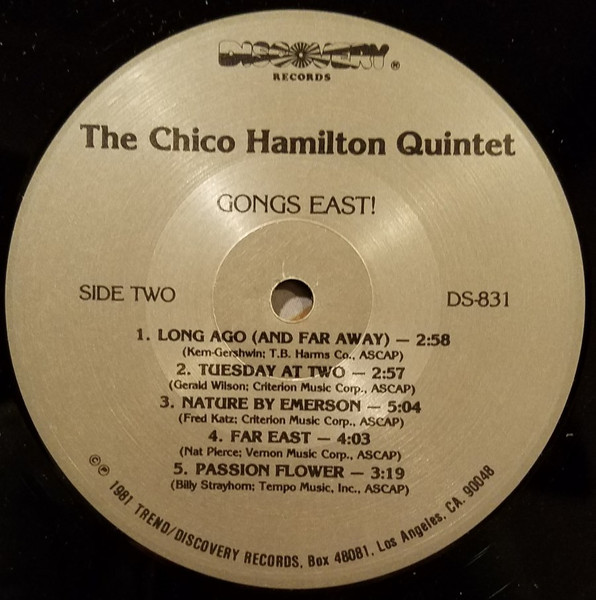 DISCOVERY ®
RECORDS
The Chico Hamilton Quintet
GONGS EAST!
SIDE TWO
DS-831
1. LONG AGO (AND FAR AWAY) — 2:58
(Kern-Gershwin; T.B. Harms Co., ASCAP)
2. TUESDAY AT TWO — 2:57
(Gerald Wilson; Criterion Music Corp., ASCAP)
3. NATURE BY EMERSON — 5:04
(Fred Katz; Criterion Music Corp., ASCAP)
4. FAR EAST — 4:03
(Nat Pierce; Vernon Music Corp., ASCAP)
5. PASSION FLOWER — 3:19
(Billy Strayhorn; Tempo Music, Inc., ASCAP)
©℗ 1981 TREND/DISCOVERY RECORDS, Box 48081, Los Angeles, CA. 90048